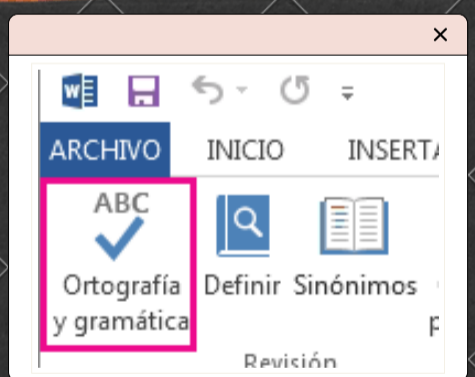 ARCHIVO INICIO INSERTA
ABC
Ortografía Definir Sinónimos
y gramática
Revisión